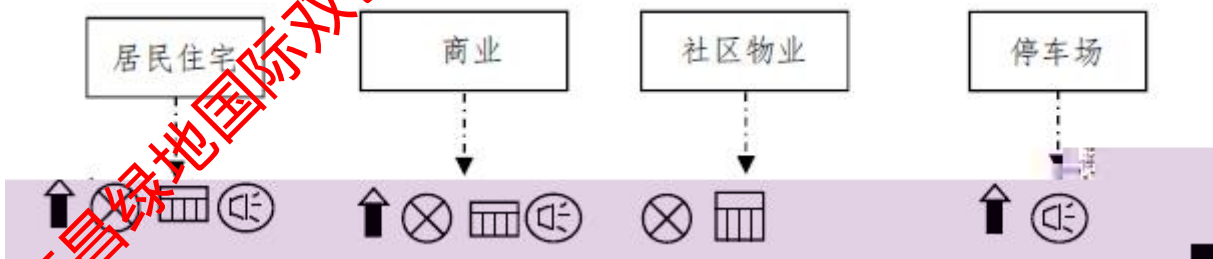 居民住宅
商业
社区物业
停车场
昌绿地国际双